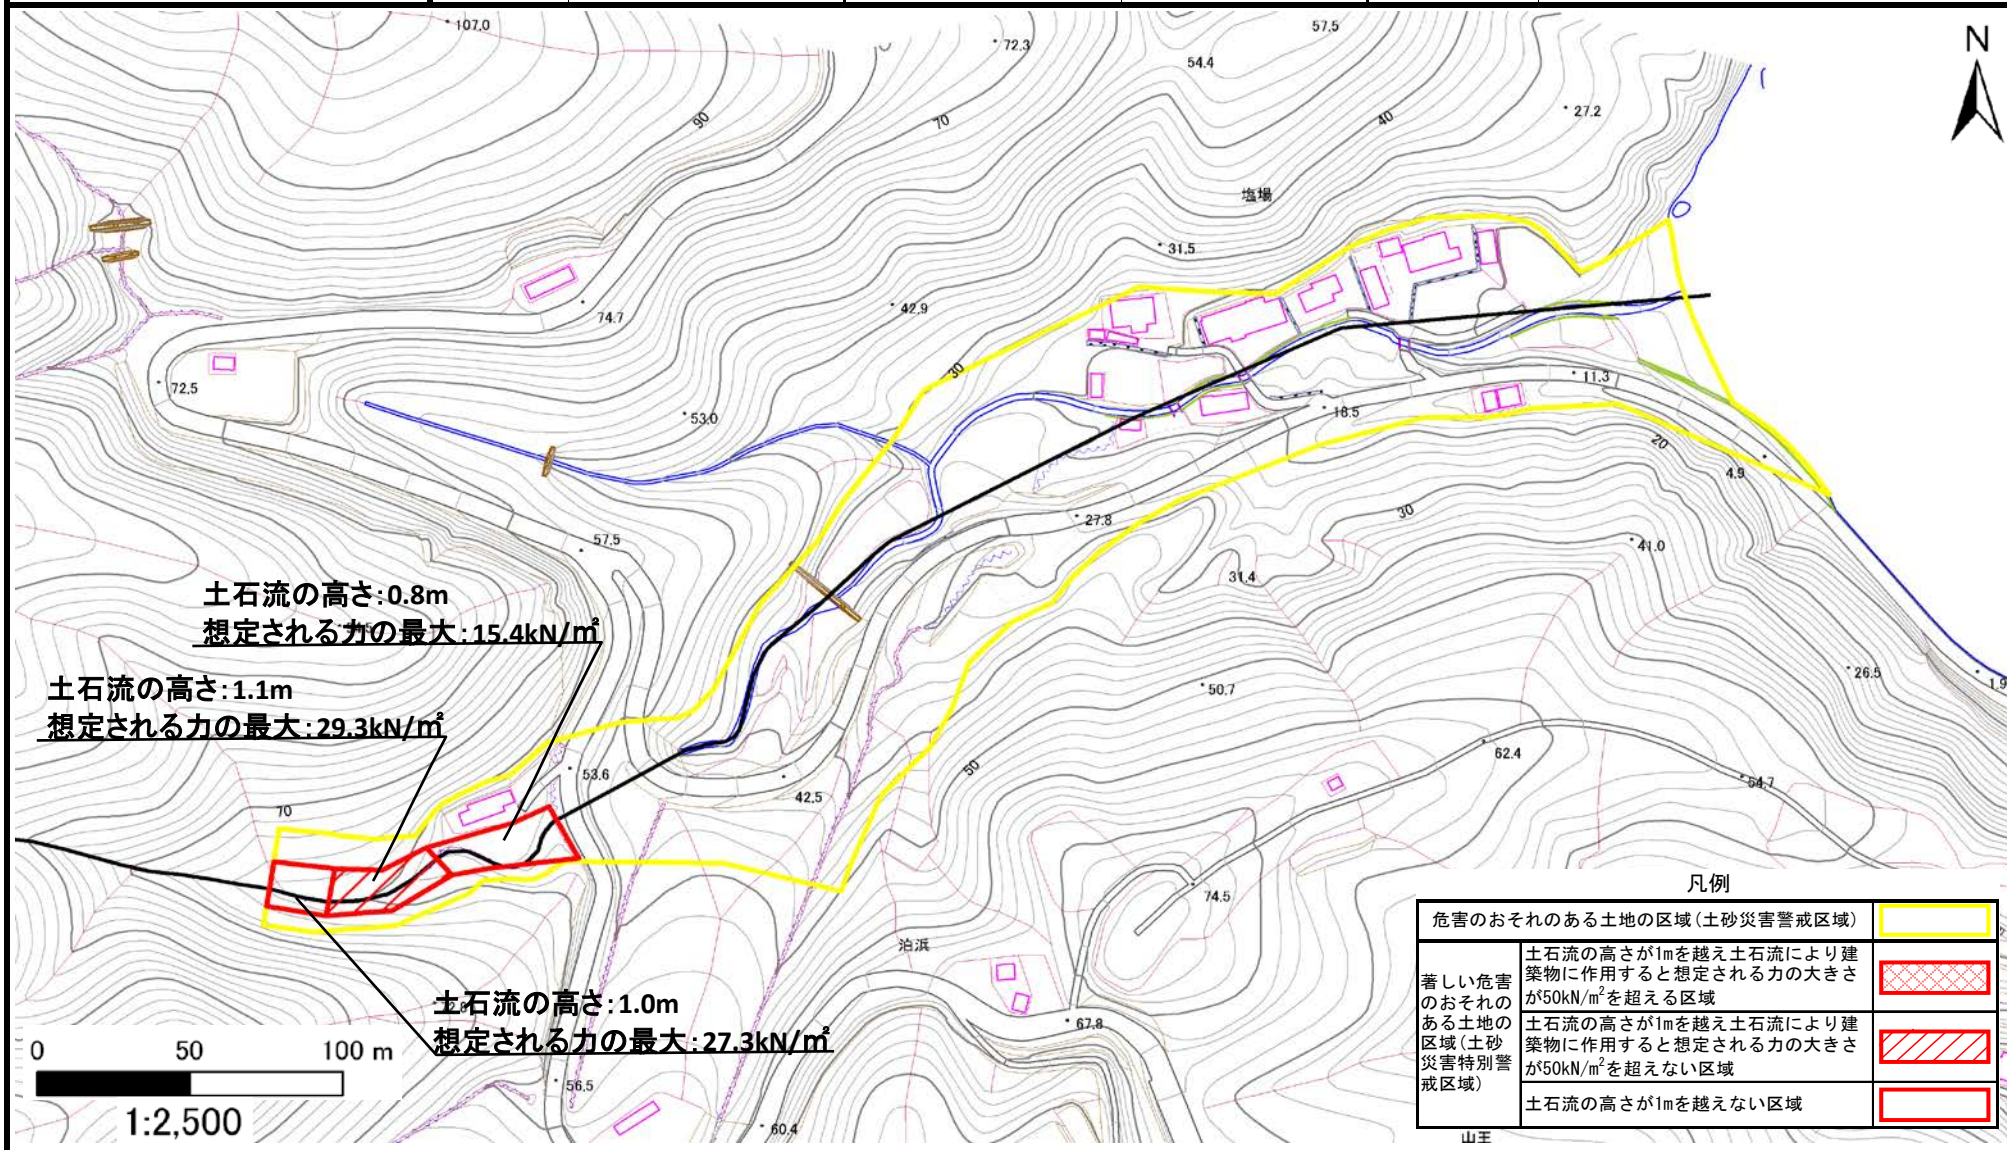 107.0
72.3
57.5
54.4
N
90
70
40
27.2
塩場
31.5
74.7
42.9
30
72.5
53.0
11.3
18.5
20
4.9
57.5
27.8
30
41.0
31.4
土石流の高さ:0.8m
想定される力の最大:15.4kN/㎡
土石流の高さ:1.1m
想定される力の最大:29.3kN/㎡
50.7
26.5
1.9
62.4
54.7
50
53.6
42.5
70
74.5
泊浜
土石流の高さ:1.0m
想定される力の最大:27.3kN/㎡
67.8
56.5
60.4
0 50 100 m
1:2,500
凡例
危害のおそれのある土地の区域(土砂災害警戒区域)
著しい危害
のおそれの
ある土地の
区域(土砂
災害特別警
戒区域)
土石流の高さが1mを越え土石流により建
築物に作用すると想定される力の大きさ
が50kN/m²を超える区域
土石流の高さが1mを越え土石流により建
築物に作用すると想定される力の大きさ
が50kN/m²を超えない区域
土石流の高さが1mを越えない区域
山王